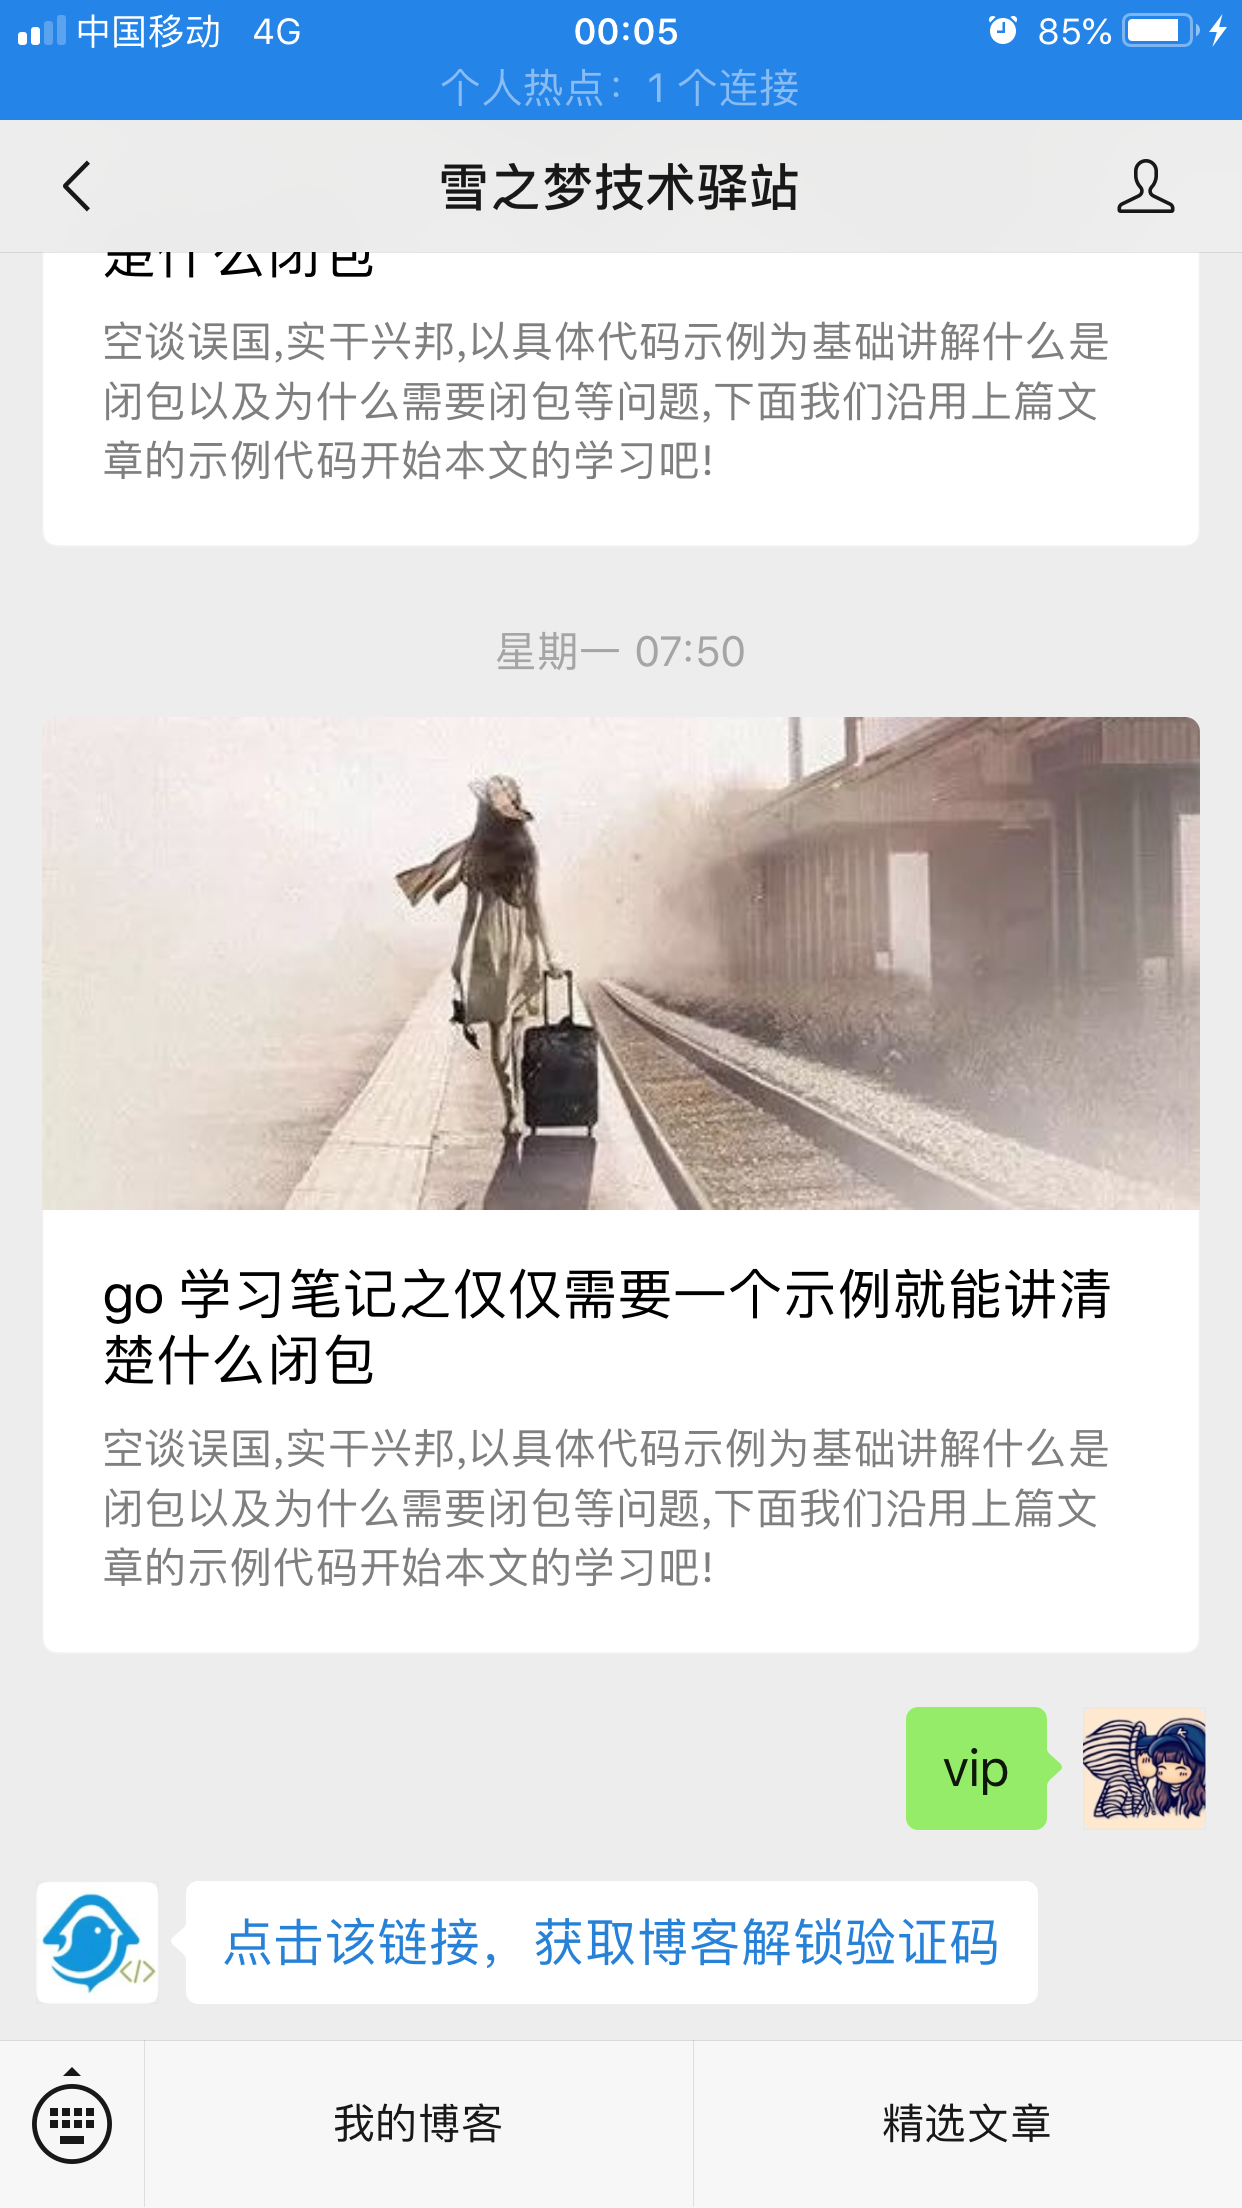 中国移动 4G 00:05 85%
个人热点：1 个连接
雪之梦技术驿站
楚什么闭包
空谈误国,实干兴邦,以具体代码示例为基础讲解什么是
闭包以及为什么需要闭包等问题,下面我们沿用上篇文
章的示例代码开始本文的学习吧!
星期一 07:50
go 学习笔记之仅仅需要一个示例就能讲清
楚什么闭包
空谈误国,实干兴邦,以具体代码示例为基础讲解什么是
闭包以及为什么需要闭包等问题,下面我们沿用上篇文
章的示例代码开始本文的学习吧!
vip
点击该链接，获取博客解锁验证码
</>
我的博客
精选文章